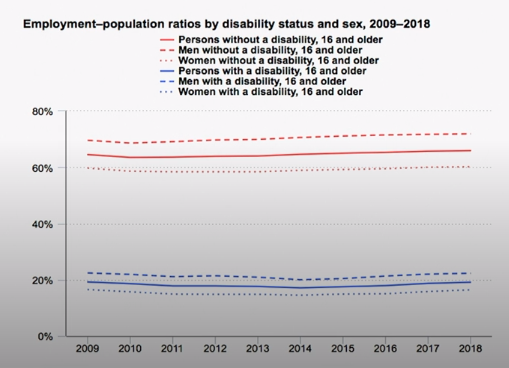 Employment–population ratios by disability status and sex, 2009–2018
Persons without a disability, 16 and older
Men without a disability, 16 and older
Women without a disability, 16 and older
Persons with a disability, 16 and older
Men with a disability, 16 and older
Women with a disability, 16 and older
80%
60%
40%
20%
0%
2009 2010 2011 2012 2013 2014 2015 2016 2017 2018